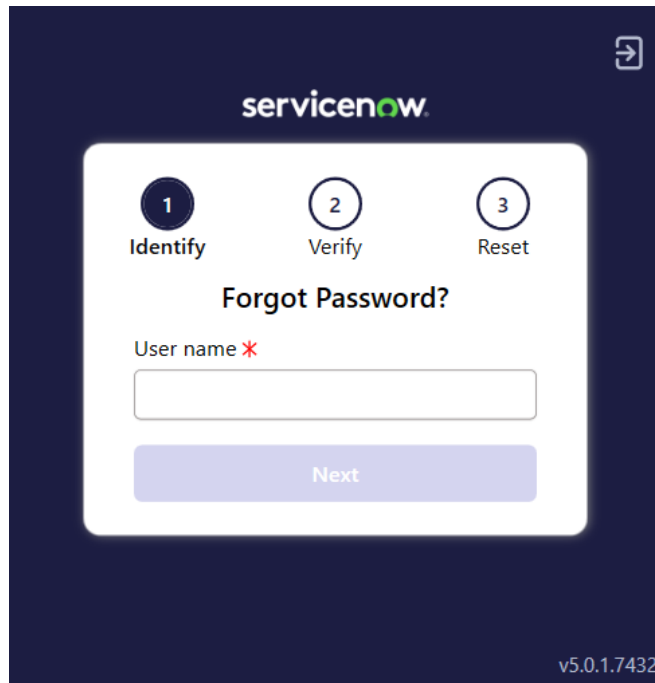 servicenow.
1 2 3
Identify Verify Reset
Forgot Password?
User name *
Next
v5.0.1.7432